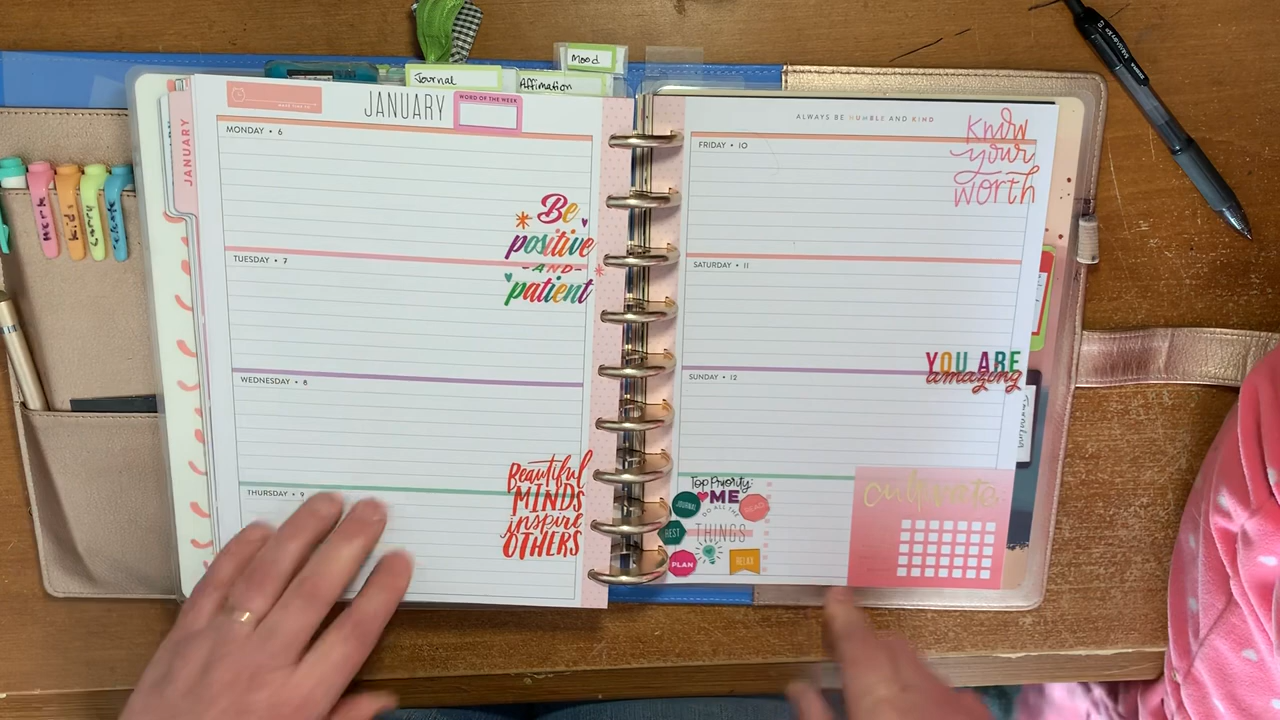 Mood
Journal
Affimation
work
kids
JANUARY
JANUARY
WORD OF THE WEEK
MONDAY • 6
Be
positive
- AND -
patient
TUESDAY • 7
WEDNESDAY • 8
Beautiful
MINDS
inspire
OTHERS
THURSDAY • 9
ALWAYS BE HUMBLE AND KIND
Know
your
worth
FRIDAY • 10
SATURDAY • 11
YOU ARE
amazing
SUNDAY • 12
Top Priority:
ME
JOURNAL
READ
DO ALL THE
THINGS
REST
PLAN
RELAX
cultivate